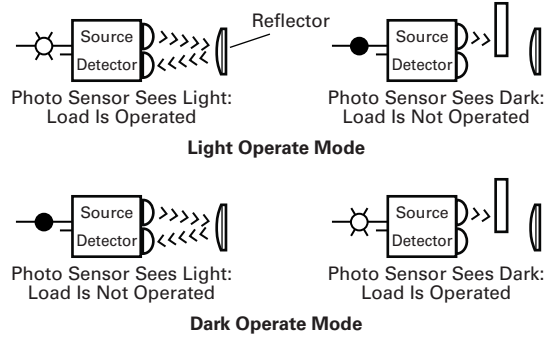 Source
Detector
Reflector
Photo Sensor Sees Light:
Load Is Operated
Source
Detector
Photo Sensor Sees Dark:
Load Is Not Operated
Light Operate Mode
Source
Detector
Photo Sensor Sees Light:
Load Is Not Operated
Source
Detector
Photo Sensor Sees Dark:
Load Is Operated
Dark Operate Mode